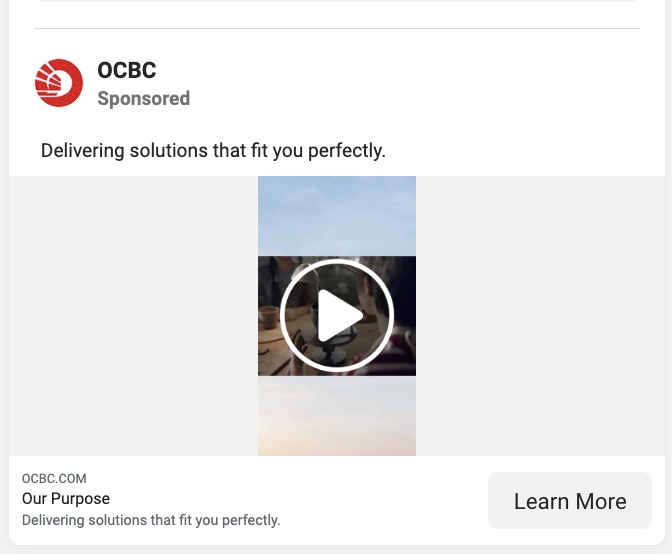 OCBC
Sponsored
Delivering solutions that fit you perfectly.
OCBC.COM
Our Purpose
Delivering solutions that fit you perfectly.
Learn More